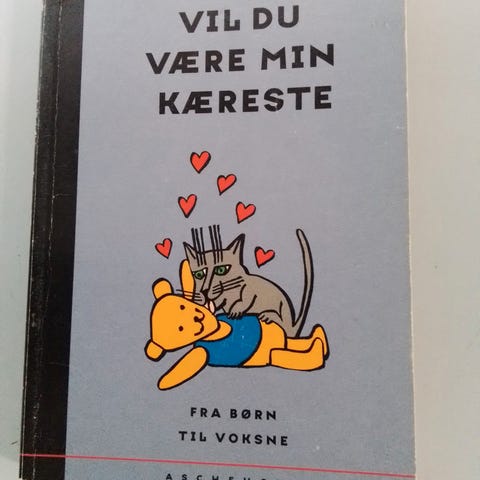 VIL DU
VÆRE MIN
KÆRESTE
FRA BØRN
TIL VOKSNE